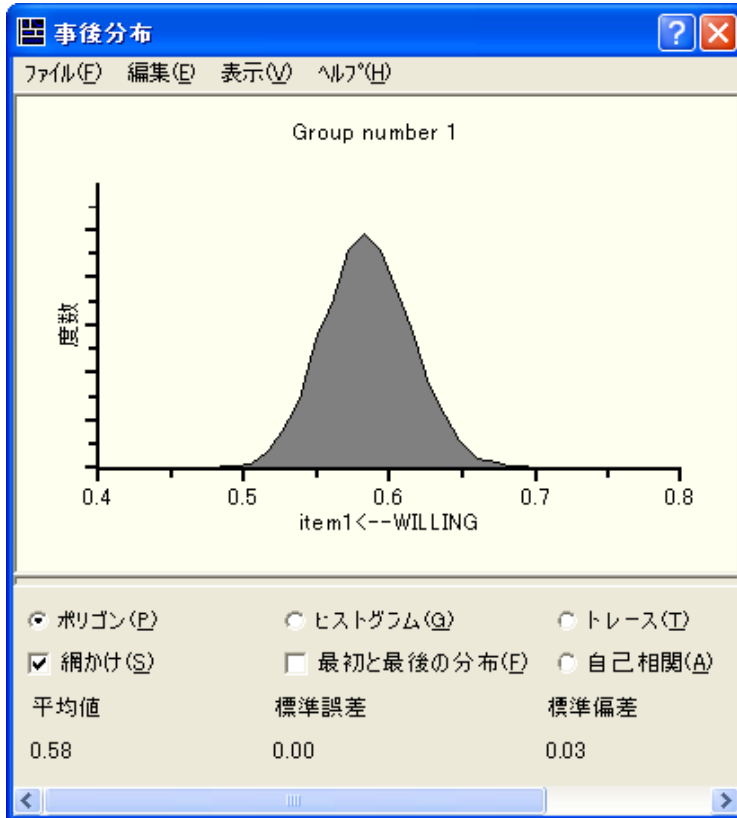 事後分布
ファイル(F) 編集(E) 表示(V) ヘルプ(H)
Group number 1
度数
0.4 0.5 0.6 0.7 0.8
item1<--WILLING
ポリゴン(P) ヒストグラム(G) トレース(T)
網かけ(S) 最初と最後の分布(F) 自己相関(A)
平均値 標準誤差 標準偏差
0.58 0.00 0.03